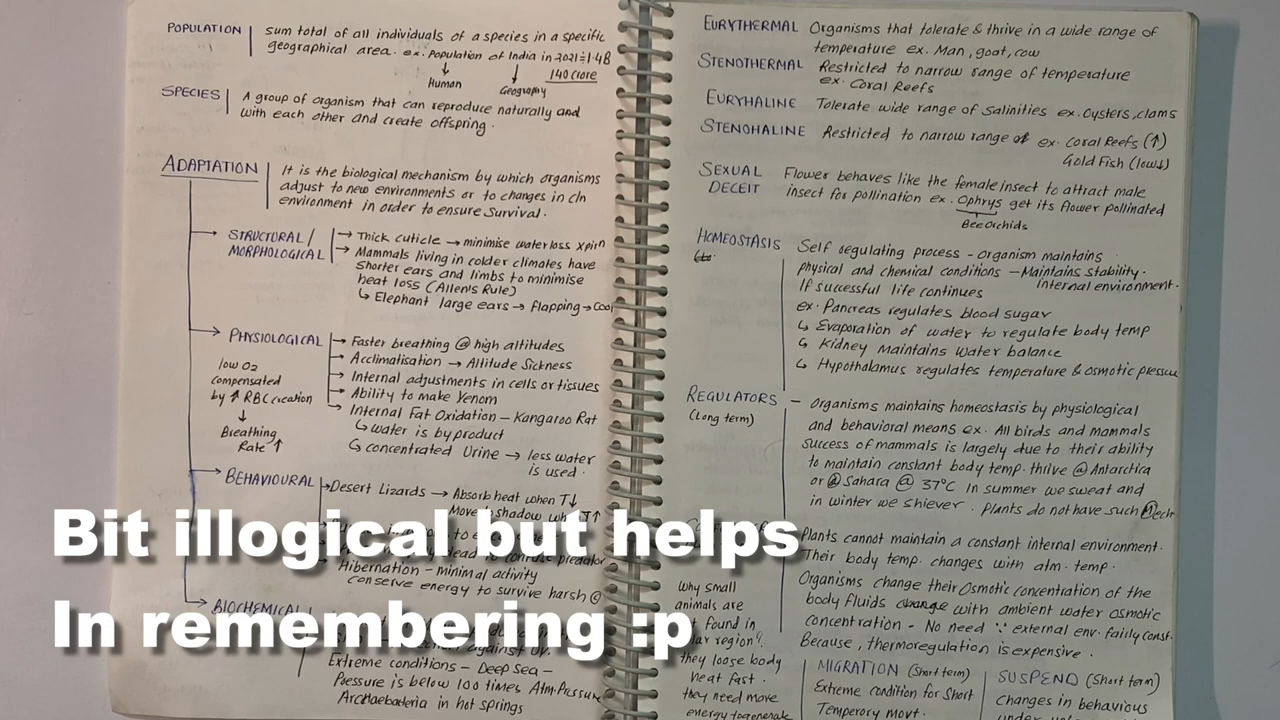 POPULATION
sum total of all individuals of a species in a specific
geographical area. ex. Population of India in 2021 ≈ 1.4B
Human
Geography
140 crore
SPECIES
A group of organism that can reproduce naturally and
with each other and create offspring.
ADAPTATION
It is the biological mechanism by which organisms
adjust to new environments or to changes in
environment in order to ensure Survival.
STRUCTURAL/
MORPHOLOGICAL
→ Thick cuticle → minimise water loss
→ Mammals living in colder climates have
shorter ears and limbs to minimise
heat loss (Allen's Rule)
↳ Elephant large ears → Flapping →
PHYSIOLOGICAL
→ Faster breathing @ high altitudes
→ Acclimatisation → Altitude Sickness
→ Internal adjustments in cells or tissues
→ Ability to make Venom
→ Internal Fat Oxidation - Kangaroo Rat
↳ water is by product
↳ concentrated Urine → less water
is used.
low O2
compensated
by ↑ RBC creation
↓
Breathing
Rate ↑
BEHAVIOURAL
→ Desert Lizards → Absorb heat when T↓
Move shadow T↑
confuse predator
Hibernation - minimal activity
conserve energy to survive harsh
BIOCHEMICAL
against UV.
Extreme conditions - Deep Sea -
Pressure is below 100 times Atm. Pressure
Archaebacteria in hot springs
EURYTHERMAL
Organisms that tolerate & thrive in a wide range of
temperature ex. Man, goat, cow
STENOTHERMAL
Restricted to narrow range of temperature
ex. Coral Reefs
EURYHALINE
Tolerate wide range of Salinities ex. Oysters, clams
STENOHALINE
Restricted to narrow range of ex. Coral Reefs (↑)
Gold Fish (low↓)
SEXUAL
DECEIT
Flower behaves like the female insect to attract male
insect for pollination ex. Ophrys get its flower pollinated
Bee Orchids
HOMEOSTASIS
Self regulating process - Organism maintains
physical and chemical conditions - Maintains stability.
Internal environment.
If successful life continues
ex. Pancreas regulates blood sugar
↳ Evaporation of water to regulate body temp
↳ Kidney Maintains Water balance
↳ Hypothalamus regulates temperature & osmotic pressure
REGULATORS
(Long term)
- Organisms maintains homeostasis by physiological
and behavioral means ex. All birds and mammals
success of mammals is largely due to their ability
to maintain constant body temp. thrive @ Antarctica
or @ Sahara @ 37°C In summer we sweat and
in winter we shiever. Plants do not have such
Plants cannot maintain a constant internal environment.
Their body temp. changes with atm. temp.
Organisms change their Osmotic concentration of the
body fluids change with ambient water osmotic
concentration - No need ∵ external env. fairly const.
Because, thermoregulation is expensive.
Why small
animals are
found in
region?
they loose body
heat fast.
they need move
energy to generate
MIGRATION (Short term)
Extreme condition for Short
Temperory movt.
SUSPEND (Short term)
changes in behavious
Bit illogical but helps
In remembering :p